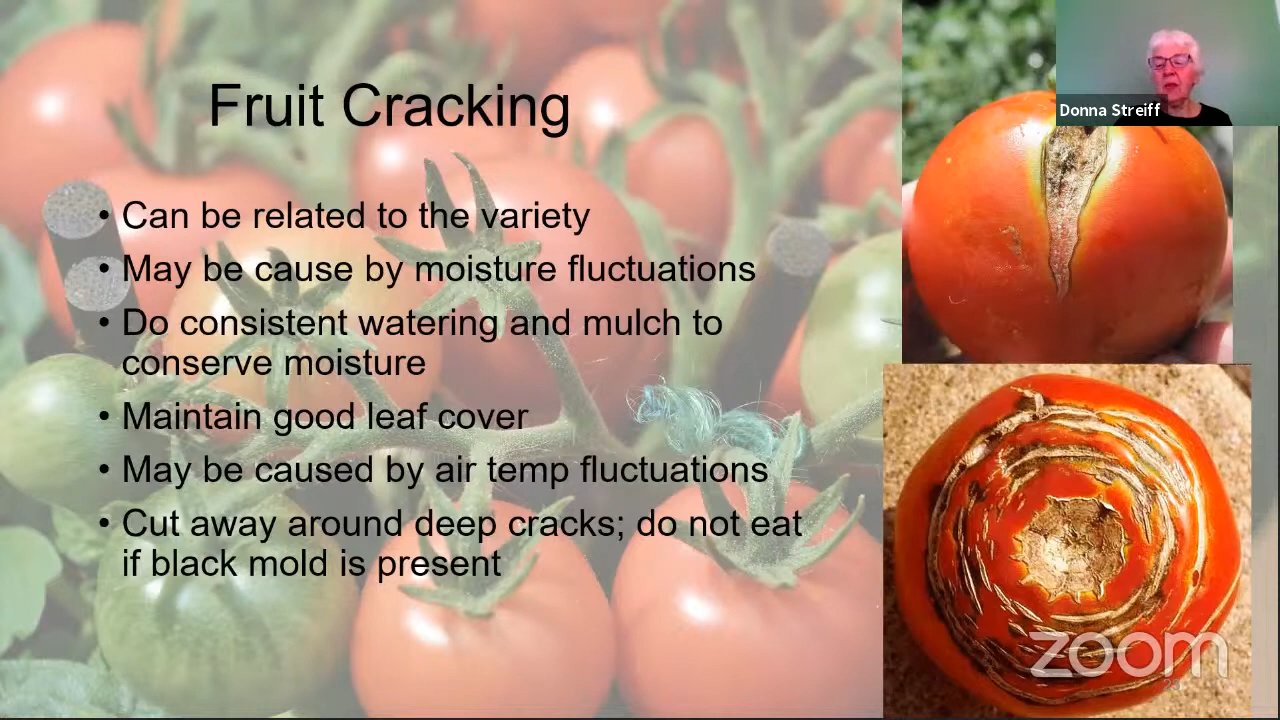 Fruit Cracking
Donna Streiff
• Can be related to the variety
• May be cause by moisture fluctuations
• Do consistent watering and mulch to
conserve moisture
• Maintain good leaf cover
• May be caused by air temp fluctuations
• Cut away around deep cracks; do not eat
if black mold is present
zoom